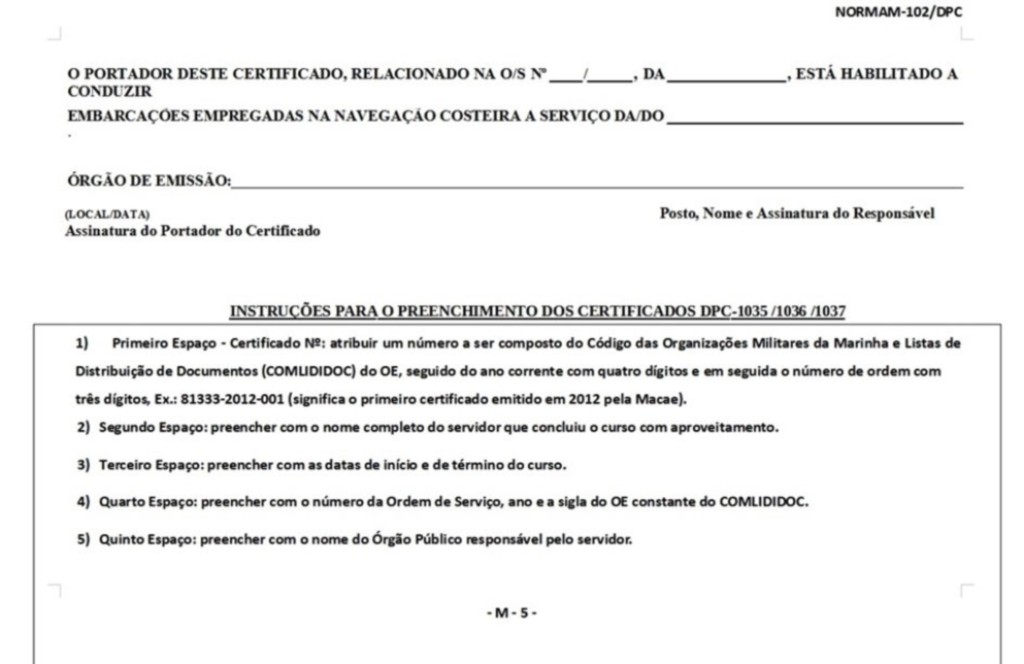 NORMAM-102/DPC
O PORTADOR DESTE CERTIFICADO, RELACIONADO NA O/S Nº ____/_____, DA_____________, ESTÁ HABILITADO A
CONDUZIR
EMBARCAÇÕES EMPREGADAS NA NAVEGAÇÃO COSTEIRA A SERVIÇO DA/DO ________________________________
.
ÓRGÃO DE EMISSÃO:________________________________________________________________________________
(LOCAL/DATA)
Posto, Nome e Assinatura do Responsável
Assinatura do Portador do Certificado
INSTRUÇÕES PARA O PREENCHIMENTO DOS CERTIFICADOS DPC-1035 /1036 /1037
1) Primeiro Espaço - Certificado Nº: atribuir um número a ser composto do Código das Organizações Militares da Marinha e Listas de
Distribuição de Documentos (COMLIDIDOC) do OE, seguido do ano corrente com quatro dígitos e em seguida o número de ordem com
três dígitos, Ex.: 81333-2012-001 (significa o primeiro certificado emitido em 2012 pela Macae).
2) Segundo Espaço: preencher com o nome completo do servidor que concluiu o curso com aproveitamento.
3) Terceiro Espaço: preencher com as datas de início e de término do curso.
4) Quarto Espaço: preencher com o número da Ordem de Serviço, ano e a sigla do OE constante do COMLIDIDOC.
5) Quinto Espaço: preencher com o nome do Órgão Público responsável pelo servidor.
- M - 5 -